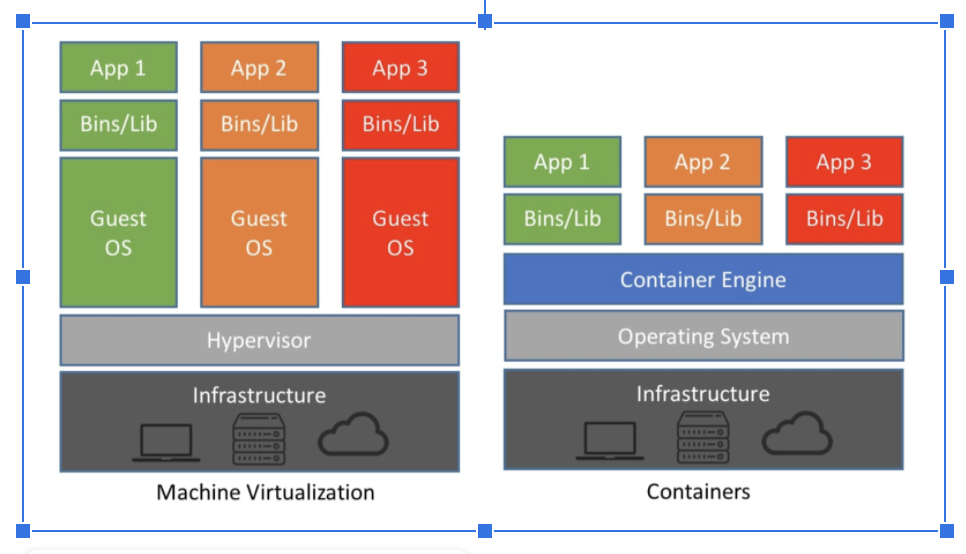 App 1
App 2
App 3
Bins/Lib
Bins/Lib
Bins/Lib
Guest
OS
Guest
OS
Guest
OS
Hypervisor
Infrastructure
Machine Virtualization
App 1
App 2
App 3
Bins/Lib
Bins/Lib
Bins/Lib
Container Engine
Operating System
Infrastructure
Containers